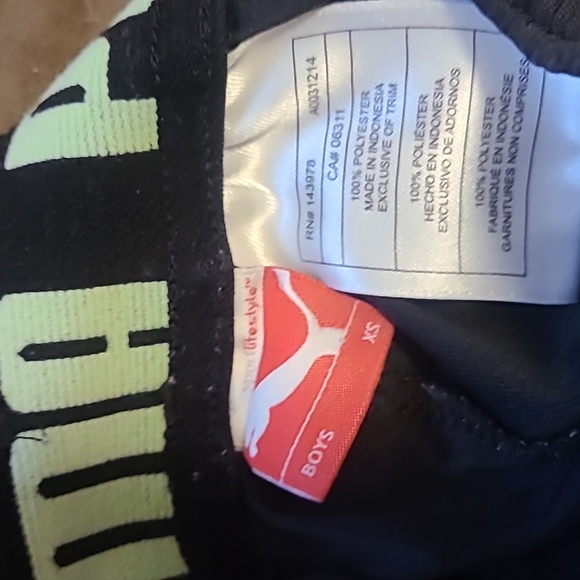 RN# 143978 A0031214
CA# 06311
100% POLYESTER
MADE IN INDONESIA
EXCLUSIVE OF TRIM
100% POLIÉSTER
HECHO EN INDONESIA
EXCLUSIVO DE ADORNOS
100% POLYESTER
FABRIQUÉ EN INDONÉSIE
GARNITURES NON COMPRISES
lifestyle™
BOYS XS